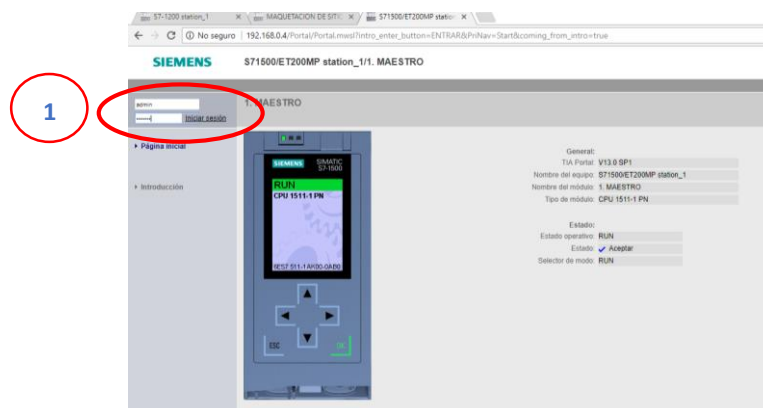 S7-1200 station_1
MAQUETACION DE SITI
S71500/ET200MP station
No seguro | 192.168.0.4/Portal/Portal.mwsl?intro_enter_button=ENTRAR&PriNav=Start&coming_from_intro=true
SIEMENS
S71500/ET200MP station_1/1. MAESTRO
1
admin
Iniciar sesión
1. MAESTRO
Página inicial
Introducción
SIEMENS
SIMATIC
S7-1500
RUN
CPU 1511-1 PN
6ES7 511-1AK00-0AB0
ESC
OK
General:
TIA Portal: V13.0 SP1
Nombre del equipo: S71500/ET200MP station_1
Nombre del módulo: 1. MAESTRO
Tipo de módulo: CPU 1511-1 PN
Estado:
Estado operativo: RUN
Estado: Aceptar
Selector de modo: RUN